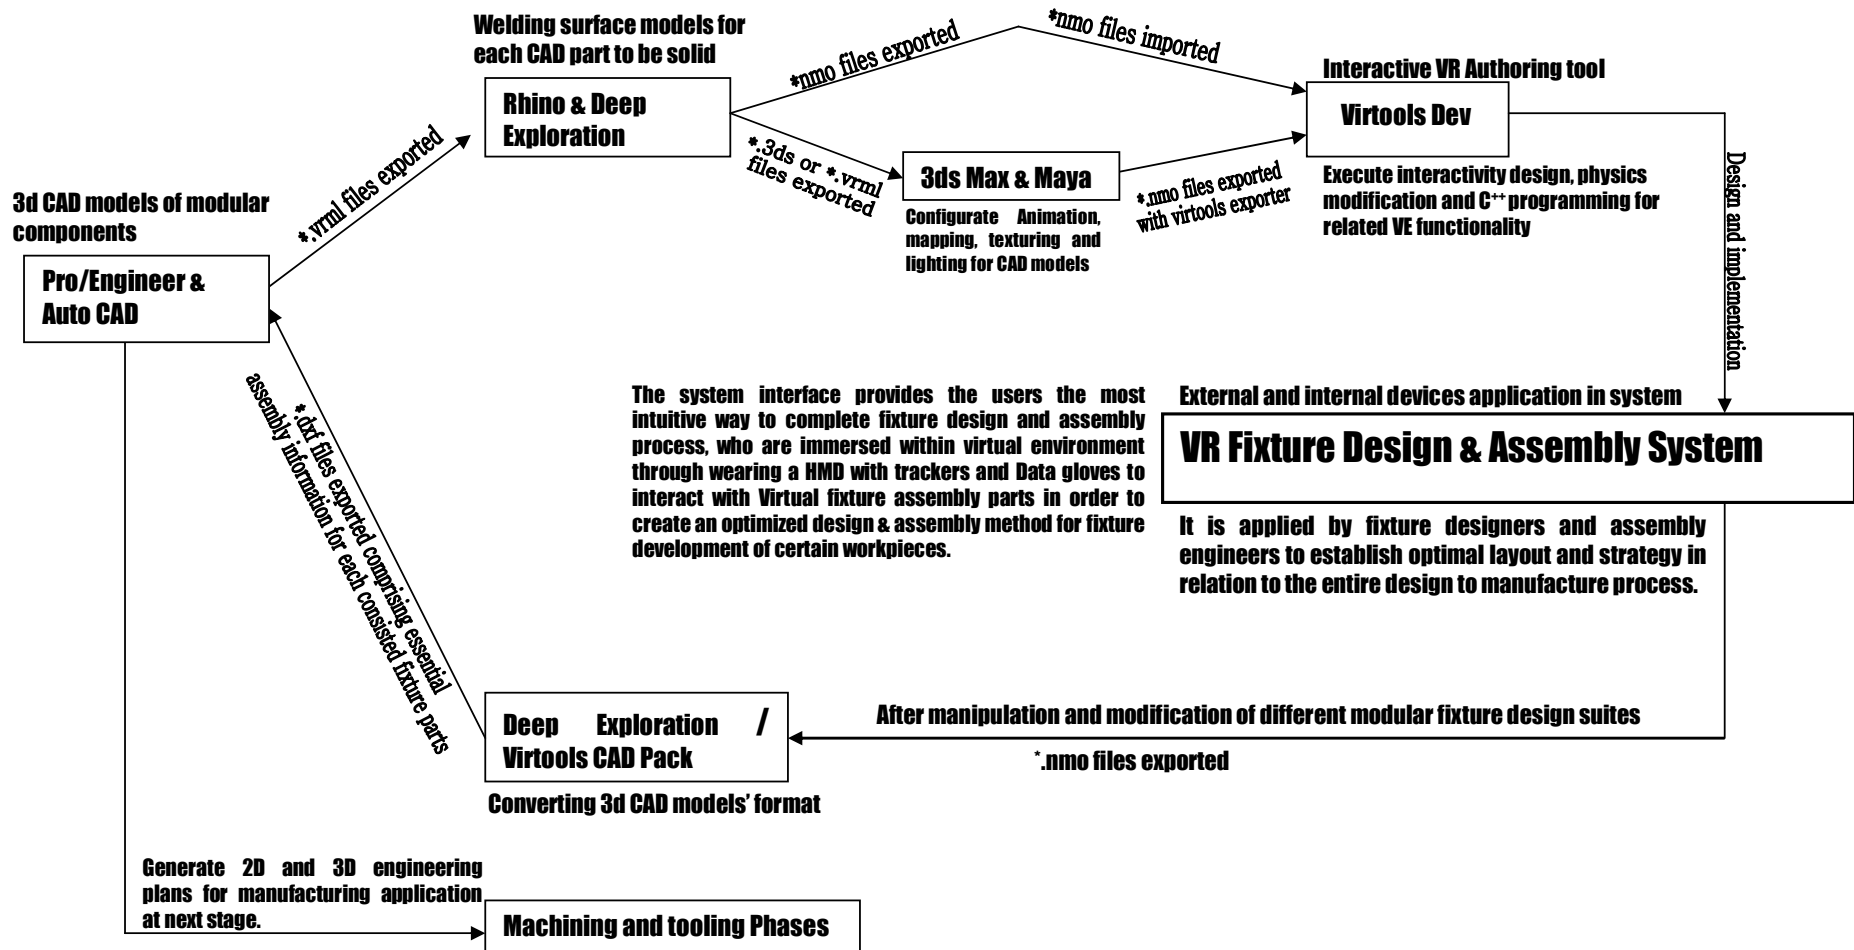 Welding surface models for
each CAD part to be solid
Rhino & Deep
Exploration
*nmo files exported
*nmo files imported
Interactive VR Authoring tool
Virtools Dev
Execute interactivity design, physics
modification and C++ programming for
related VE functionality
*.3ds or *.vrml
files exported
3ds Max & Maya
Configurate Animation,
mapping, texturing and
lighting for CAD models
*.nmo files exported
with virtools exporter
Design and implementation
*.vrml files exported
3d CAD models of modular
components
Pro/Engineer &
Auto CAD
*.dxf files exported comprising essential
assembly information for each consisted fixture parts
The system interface provides the users the most
intuitive way to complete fixture design and assembly
process, who are immersed within virtual environment
through wearing a HMD with trackers and Data gloves to
interact with Virtual fixture assembly parts in order to
create an optimized design & assembly method for fixture
development of certain workpieces.
External and internal devices application in system
VR Fixture Design & Assembly System
It is applied by fixture designers and assembly
engineers to establish optimal layout and strategy in
relation to the entire design to manufacture process.
After manipulation and modification of different modular fixture design suites
*.nmo files exported
Deep Exploration /
Virtools CAD Pack
Converting 3d CAD models' format
Generate 2D and 3D engineering
plans for manufacturing application
at next stage.
Machining and tooling Phases